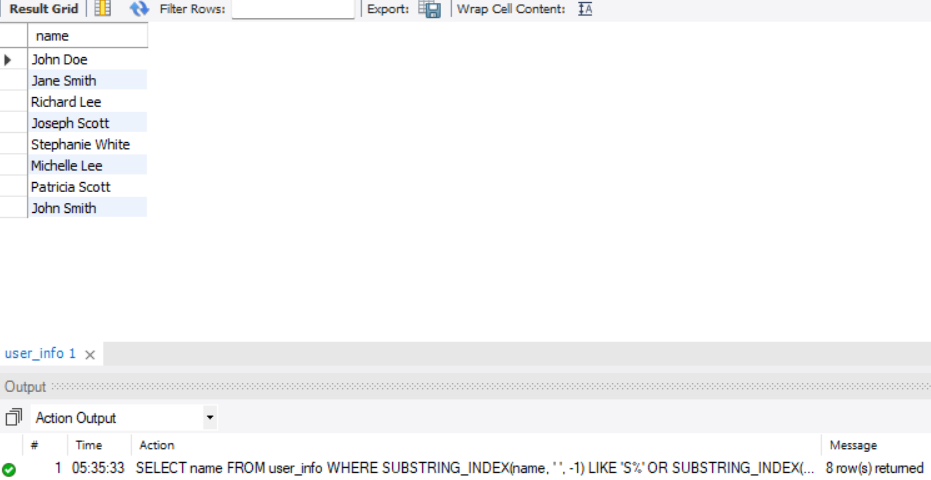 Result Grid Filter Rows: Export: Wrap Cell Content:
name
John Doe
Jane Smith
Richard Lee
Joseph Scott
Stephanie White
Michelle Lee
Patricia Scott
John Smith
user_info 1
Output
Action Output
# Time Action Message
1 05:35:33 SELECT name FROM user_info WHERE SUBSTRING_INDEX(name, ' ', -1) LIKE 'S%' OR SUBSTRING_INDEX(... 8 row(s) returned